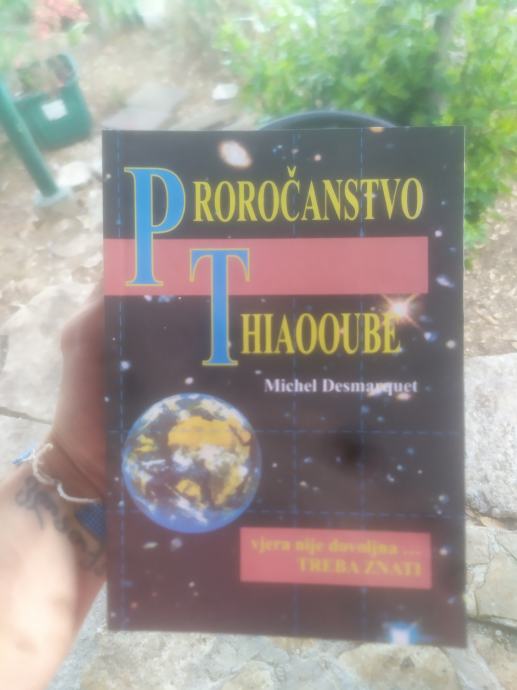 PROROČANSTVO
THIAOOUBE
Michel Desmarquet
vjera nije dovoljna ...
TREBA ZNATI